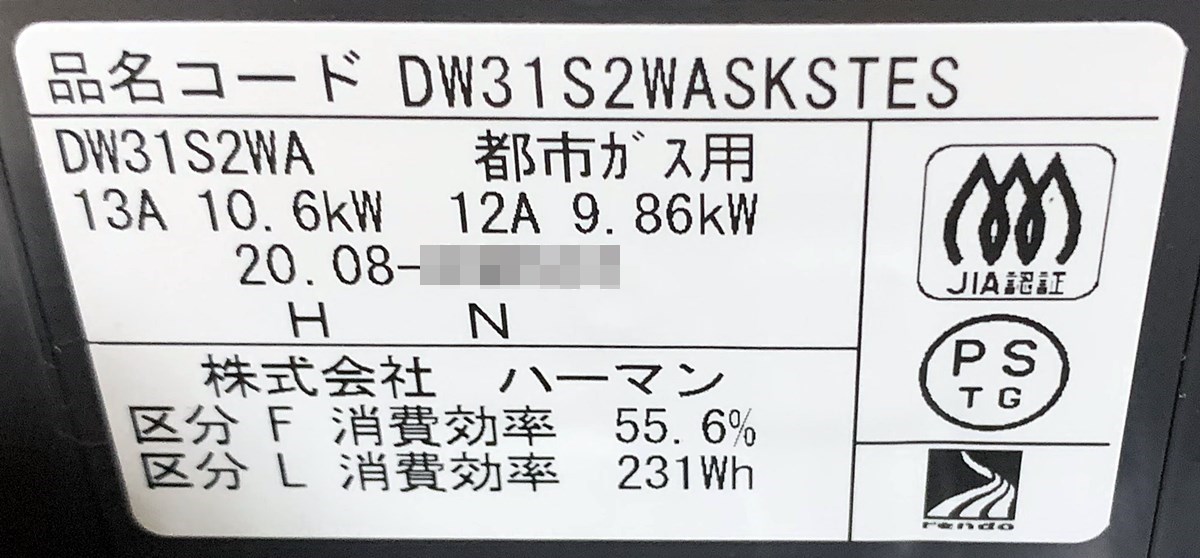 品名コード DW31S2WASKSTES
DW31S2WA 都市ガス用
13A 10.6kW 12A 9.86kW
20.08-
H N
株式会社 ハーマン
区分 F 消費効率 55.6%
区分 L 消費効率 231Wh
JIA認証
PS
TG
rendo